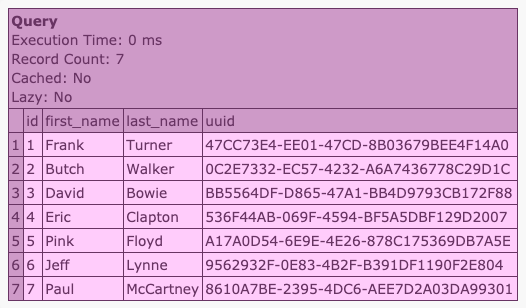 Query
Execution Time: 0 ms
Record Count: 7
Cached: No
Lazy: No
id first_name last_name uuid
1 1 Frank Turner 47CC73E4-EE01-47CD-8B03679BEE4F14A0
2 2 Butch Walker 0C2E7332-EC57-4232-A6A7436778C29D1C
3 3 David Bowie BB5564DF-D865-47A1-BB4D9793CB172F88
4 4 Eric Clapton 536F44AB-069F-4594-BF5A5DBF129D2007
5 5 Pink Floyd A17A0D54-6E9E-4E26-878C175369DB7A5E
6 6 Jeff Lynne 9562932F-0E83-4B2F-B391DF1190F2E804
7 7 Paul McCartney 8610A7BE-2395-4DC6-AEE7D2A03DA99301